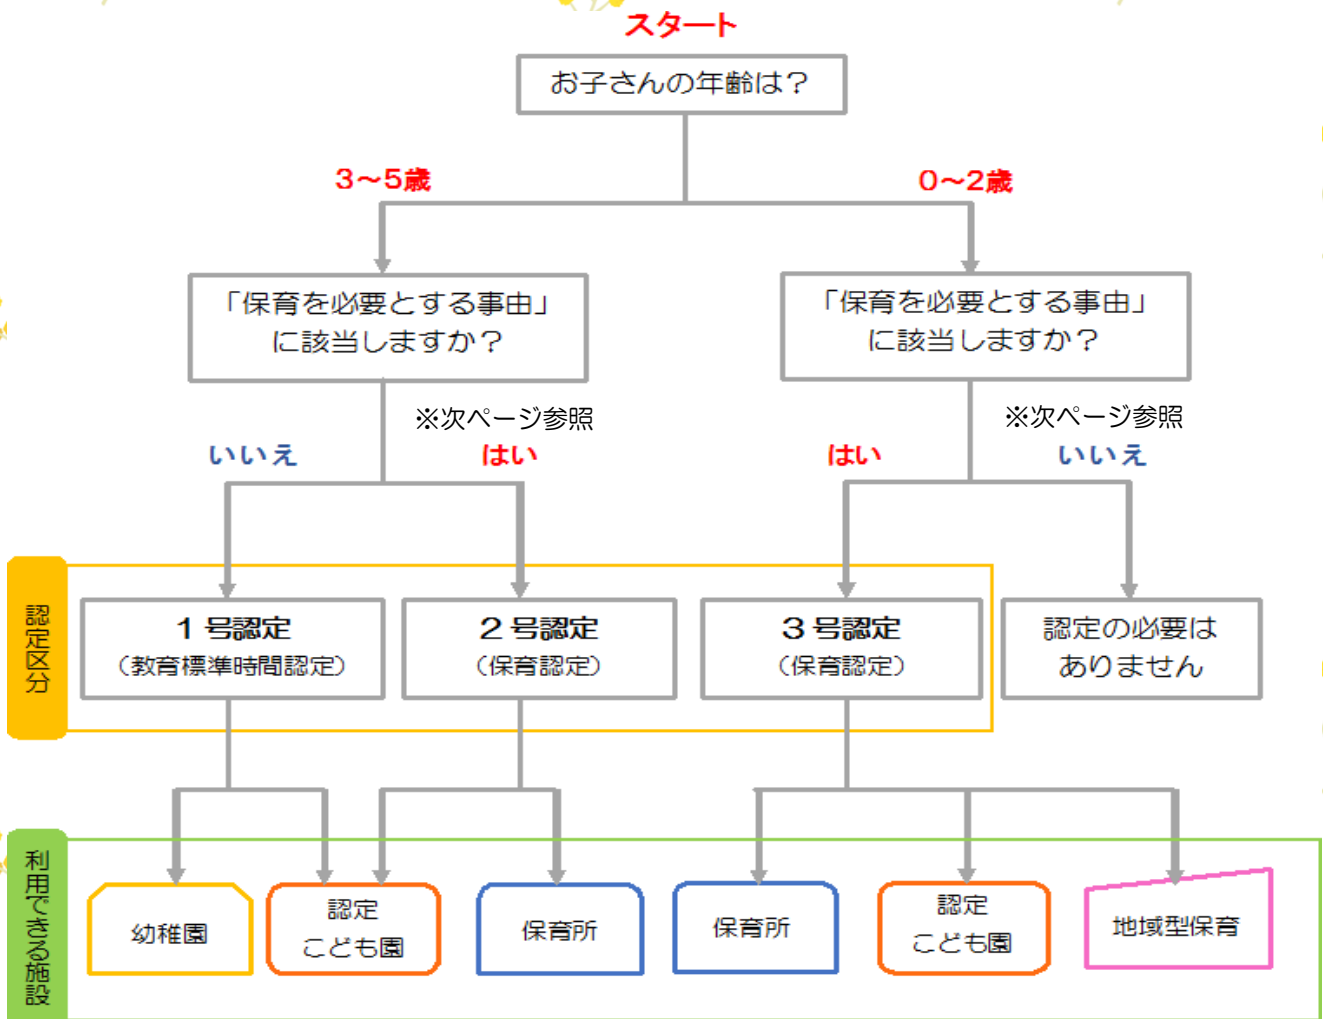 スタート
お子さんの年齢は？
3～5歳
0～2歳
「保育を必要とする事由」
に該当しますか？
「保育を必要とする事由」
に該当しますか？
※次ページ参照
※次ページ参照
いいえ
はい
はい
いいえ
認定区分
1号認定
（教育標準時間認定）
2号認定
（保育認定）
3号認定
（保育認定）
認定の必要は
ありません
利用できる施設
幼稚園
認定
こども園
保育所
保育所
認定
こども園
地域型保育